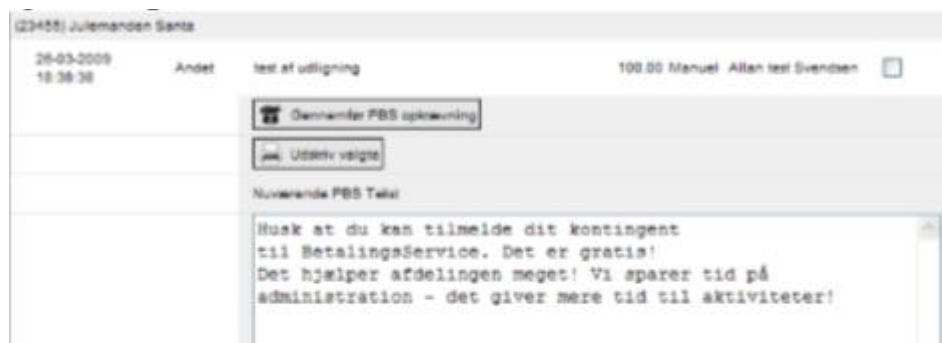 (23455) Julemanden Santa
26-03-2009 Andet test af udligning 100.00 Manuel Allan test Svendsen
18:38:38
Gennemfør PBS opkrævning
Udskriv valgte
Nuværende PBS Tekst
Husk at du kan tilmelde dit kontingent
til BetalingsService. Det er gratis!
Det hjælper afdelingen meget! Vi sparer tid på
administration - det giver mere tid til aktiviteter!